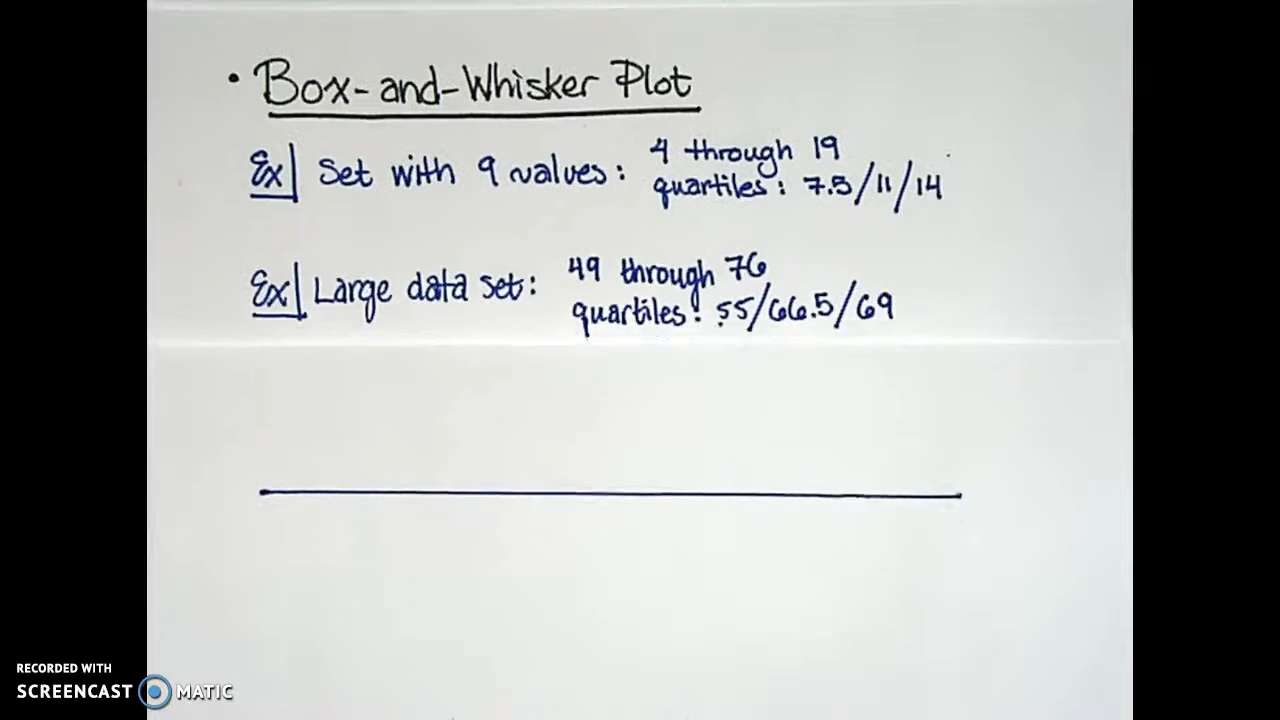 • Box-and-Whisker Plot
Ex| Set with 9 values: 4 through 19
quartiles: 7.5/11/14
Ex| Large data set: 49 through 76
quartiles: 55/66.5/69
RECORDED WITH
SCREENCAST MATIC